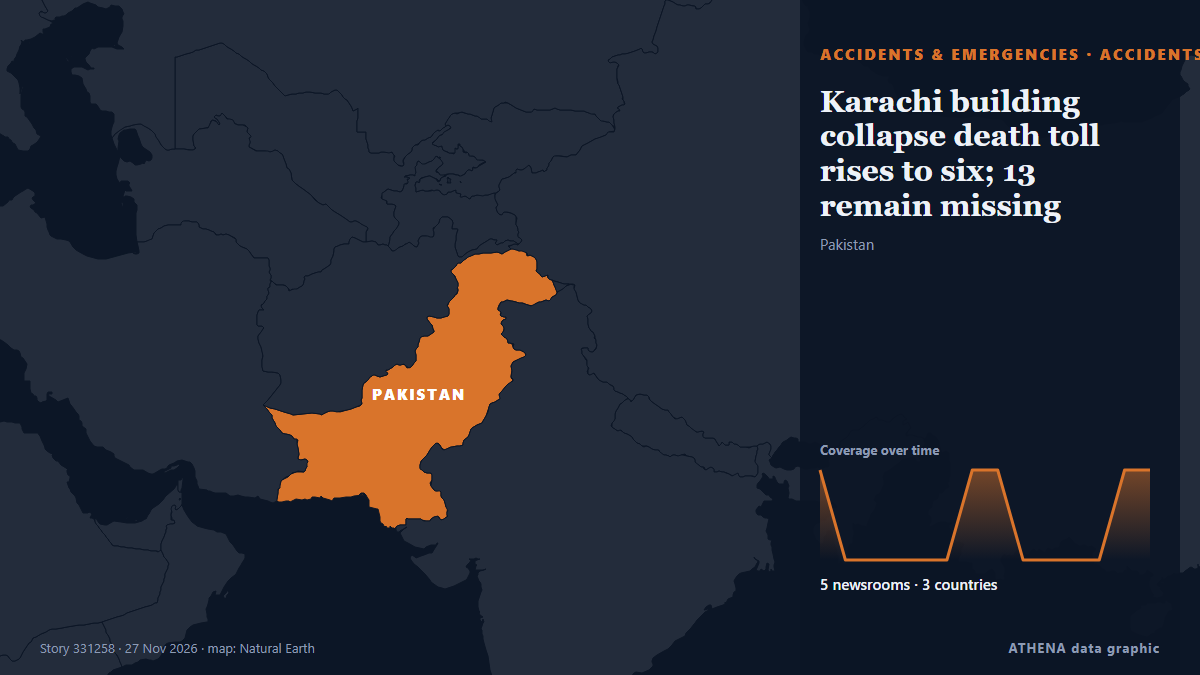 ACCIDENTS & EMERGENCIES · ACCIDENTS
Karachi building
collapse death toll
rises to six; 13
remain missing
Pakistan
PAKISTAN
Coverage over time
5 newsrooms · 3 countries
Story 331258 · 27 Nov 2026 · map: Natural Earth
ATHENA data graphic